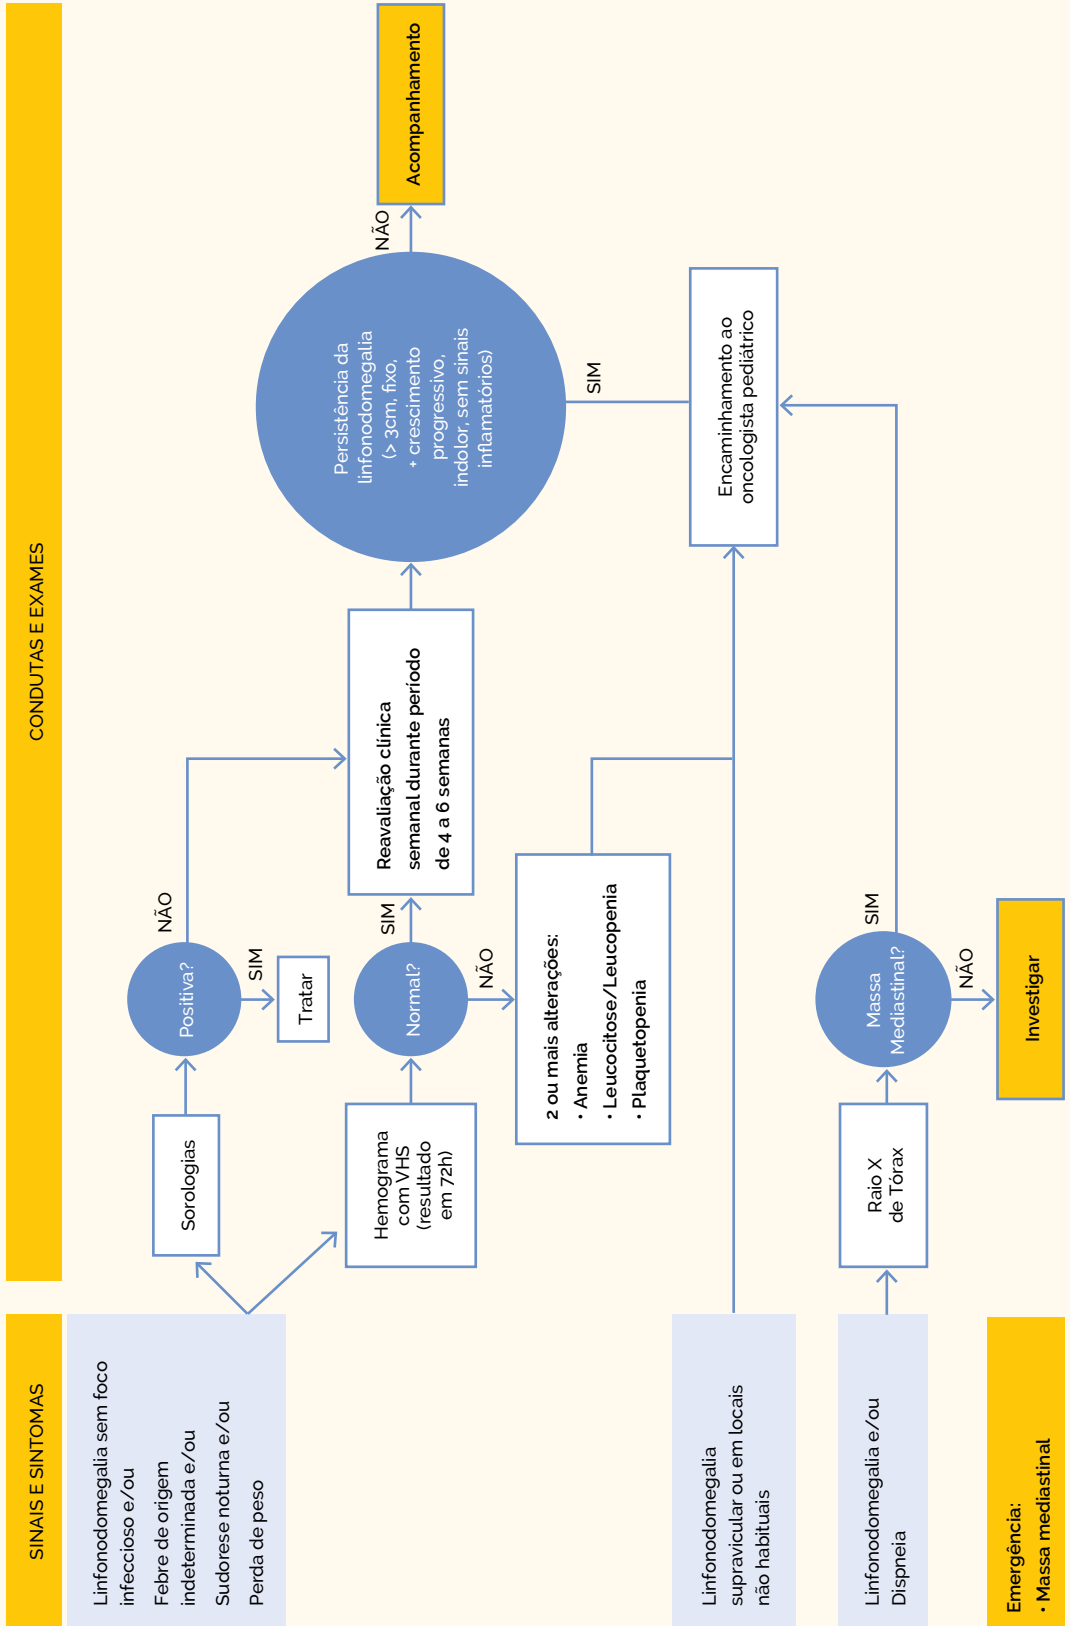 SINAIS E SINTOMAS
CONDUTAS E EXAMES
Linfonodomegalia sem foco
infeccioso e/ou
Febre de origem
indeterminada e/ou
Sudorese noturna e/ou
Perda de peso
Sorologias
Positiva?
NÃO
SIM
Tratar
Hemograma
com VHS
(resultado
em 72h)
Normal?
SIM
NÃO
Reavaliação clínica
semanal durante período
de 4 a 6 semanas
Persistência da
linfonodomegalia
(> 3cm, fixo,
+ crescimento
progressivo,
indolor, sem sinais
inflamatórios)
NÃO
Acompanhamento
SIM
2 ou mais alterações:
• Anemia
• Leucocitose/Leucopenia
• Plaquetopenia
Linfonodomegalia
supravicular ou em locais
não habituais
Encaminhamento ao
oncologista pediátrico
Linfonodomegalia e/ou
Dispneia
Raio X
de Tórax
Massa
Mediastinal?
SIM
NÃO
Investigar
Emergência:
• Massa mediastinal